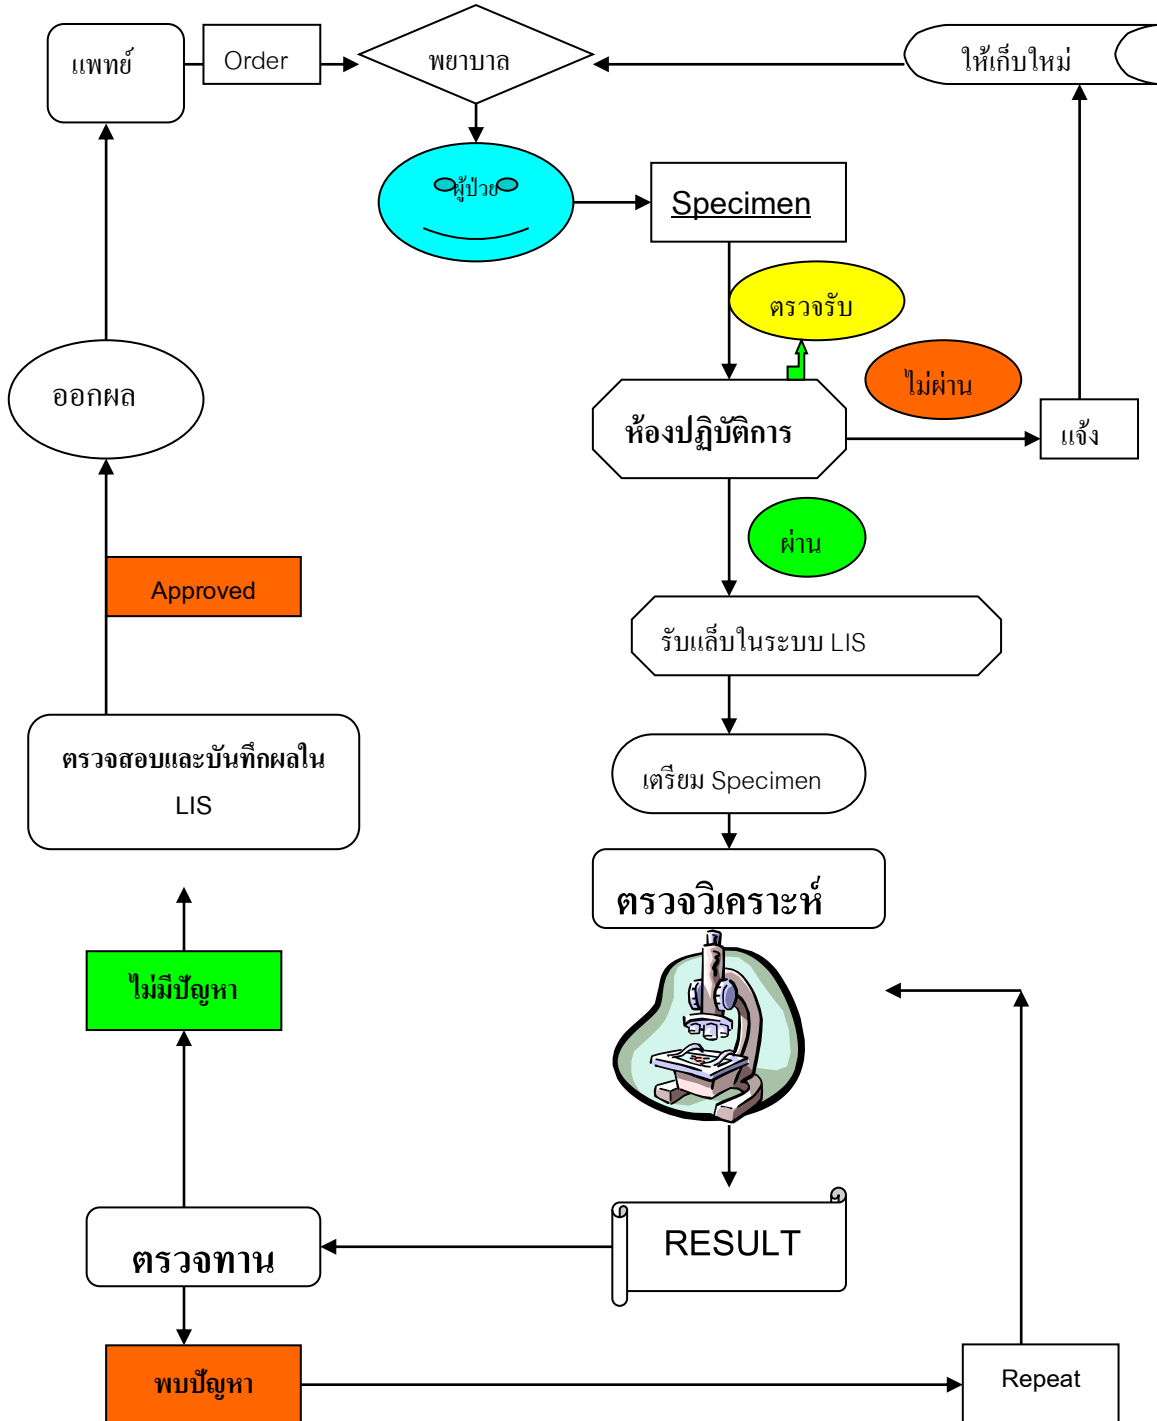 แพทย์
Order
พยาบาล
ให้เก็บใหม่
ผู้ป่วย
Specimen
ตรวจรับ
ไม่ผ่าน
ออกผล
ห้องปฏิบัติการ
แจ้ง
ผ่าน
Approved
รับแล็บในระบบ LIS
ตรวจสอบและบันทึกผลใน
LIS
เตรียม Specimen
ตรวจวิเคราะห์
ไม่มีปัญหา
RESULT
ตรวจทาน
พบปัญหา
Repeat